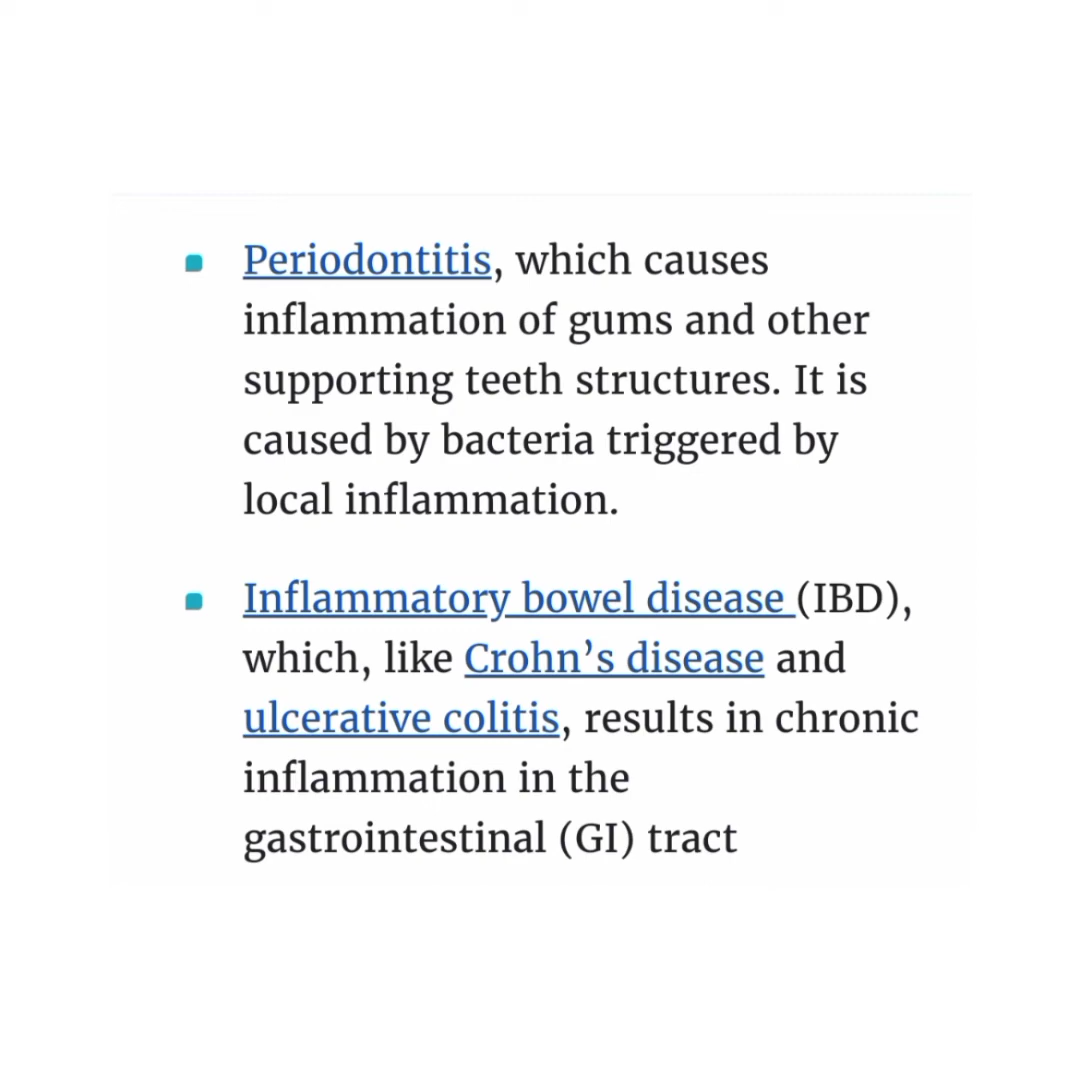 Periodontitis, which causes
inflammation of gums and other
supporting teeth structures. It is
caused by bacteria triggered by
local inflammation.
Inflammatory bowel disease (IBD),
which, like Crohn’s disease and
ulcerative colitis, results in chronic
inflammation in the
gastrointestinal (GI) tract